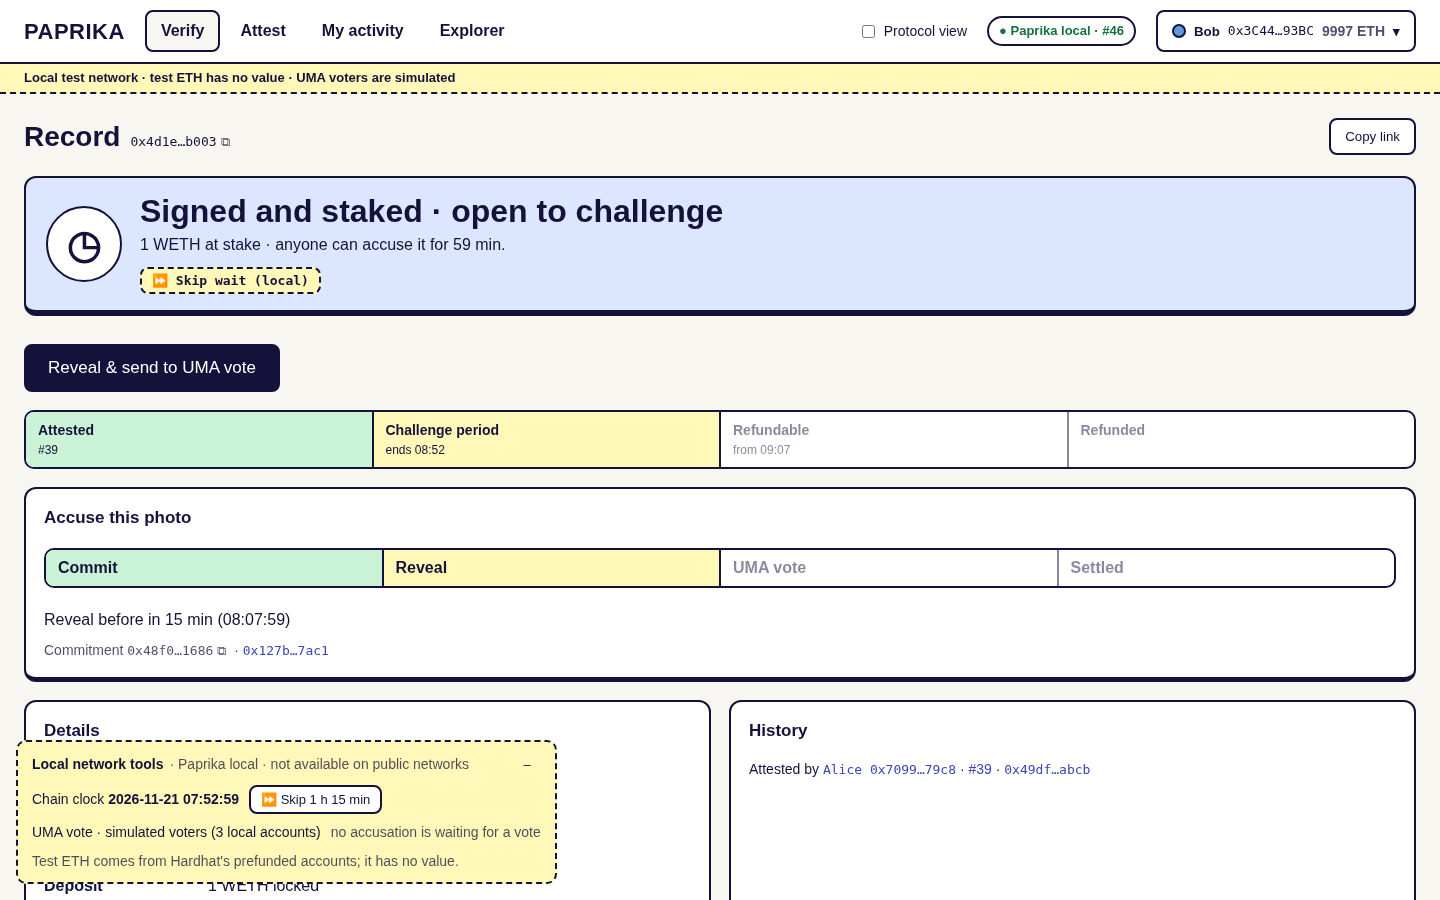 PAPRIKA Verify Attest My activity Explorer Protocol view ● Paprika local · #46 Bob 0x3C44…93BC 9997 ETH ▾
Local test network · test ETH has no value · UMA voters are simulated
Record 0x4d1e…b003 ⧉ Copy link
Signed and staked · open to challenge
1 WETH at stake · anyone can accuse it for 59 min.
⏩ Skip wait (local)
Reveal & send to UMA vote
Attested Challenge period Refundable Refunded
#39 ends 08:52 from 09:07
Accuse this photo
Commit Reveal UMA vote Settled
Reveal before in 15 min (08:07:59)
Commitment 0x48f0…1686 ⧉ · 0x127b…7ac1
Details
Local network tools · Paprika local · not available on public networks –
Chain clock 2026-11-21 07:52:59 ⏩ Skip 1 h 15 min
UMA vote · simulated voters (3 local accounts) no accusation is waiting for a vote
Test ETH comes from Hardhat's prefunded accounts; it has no value.
Deposit 1 WETH locked
History
Attested by Alice 0x7099…79c8 · #39 · 0x49df…abcb